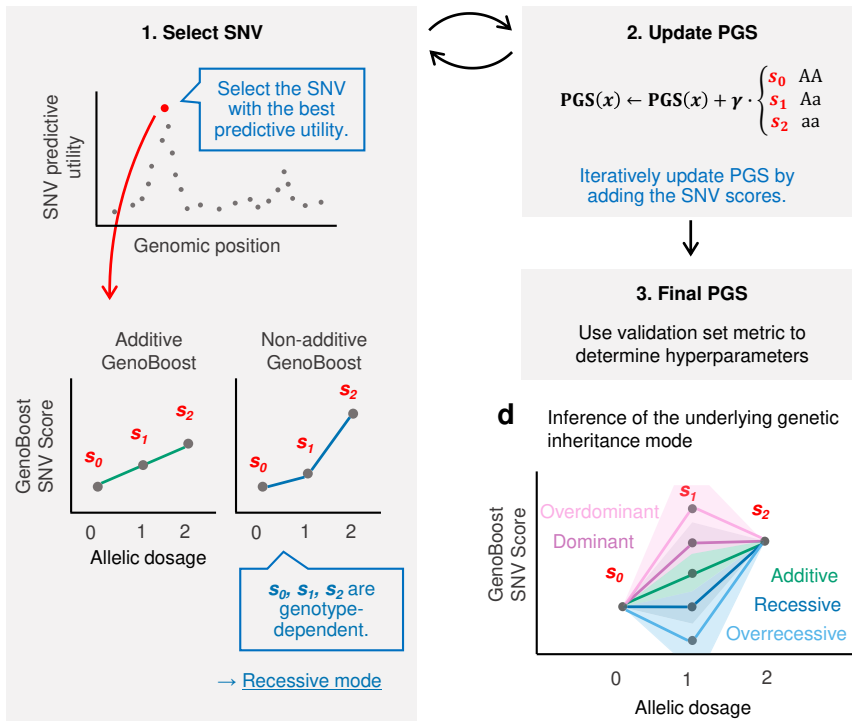 1. Select SNV
Select the SNV
with the best
predictive utility.
SNV predictive
utility
Genomic position
Additive
GenoBoost
Non-additive
GenoBoost
GenoBoost
SNV Score
s0
s1
s2
s0
s1
s2
0 1 2
0 1 2
Allelic dosage
s0, s1, s2 are
genotype-
dependent.
→ Recessive mode
2. Update PGS
PGS(x) ← PGS(x) + γ · { s0 AA
s1 Aa
s2 aa
Iteratively update PGS by
adding the SNV scores.
3. Final PGS
Use validation set metric to
determine hyperparameters
d
Inference of the underlying genetic
inheritance mode
GenoBoost
SNV Score
s1
s2
s0
Overdominant
Dominant
Additive
Recessive
Overrecessive
0 1 2
Allelic dosage